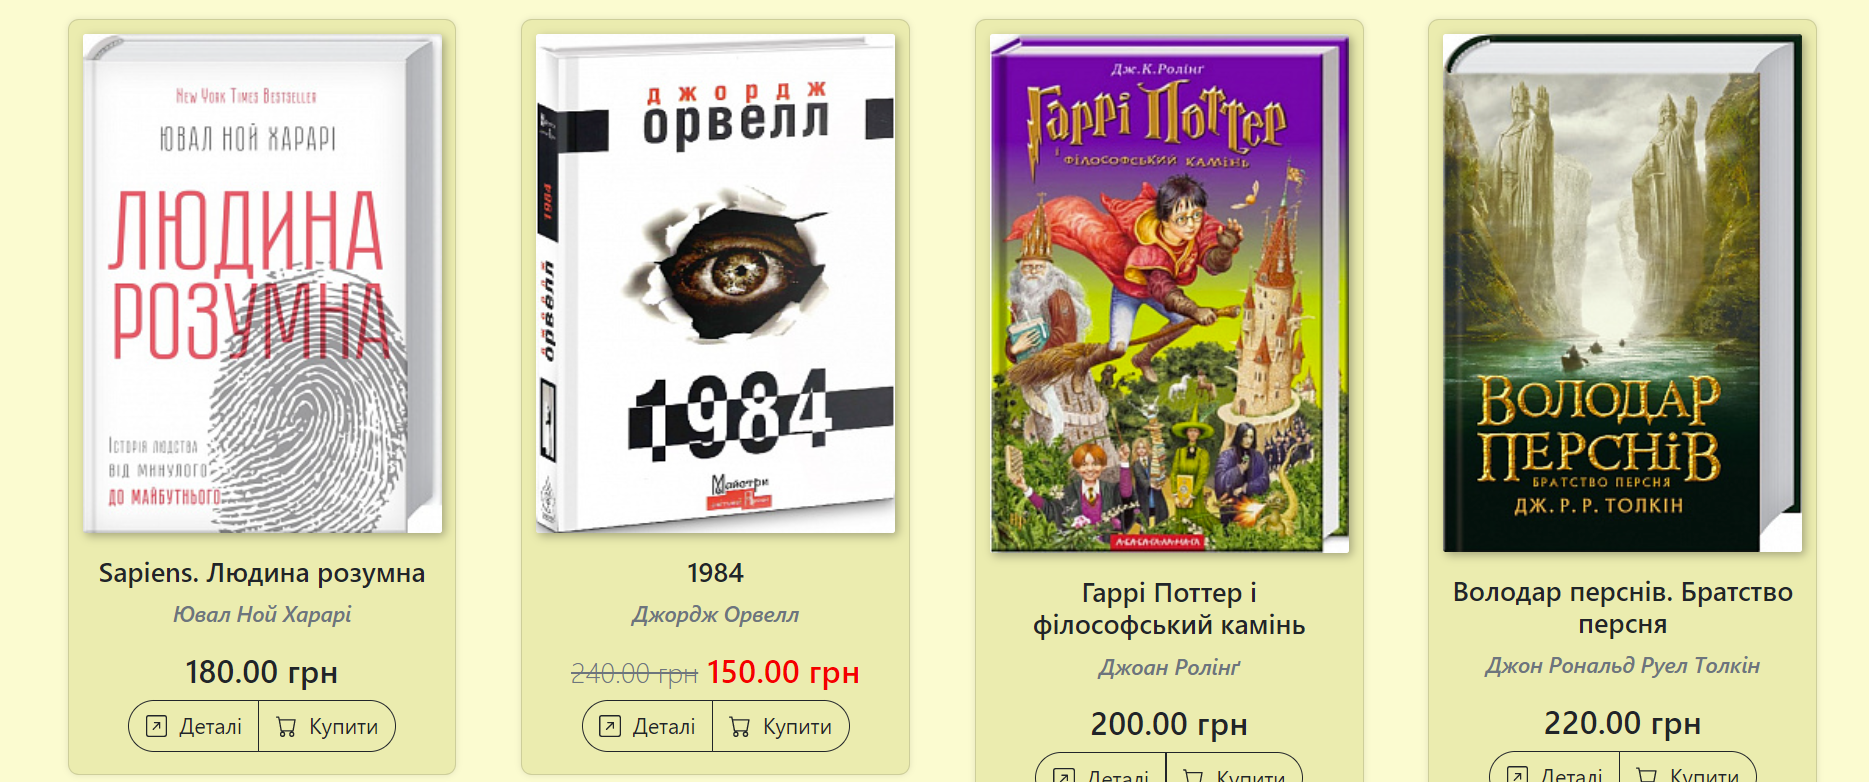 New York Times Bestseller
ЮВАЛ НОЙ ХАРАРІ
ЛЮДИНА
РОЗУМНА
Історія людства
від минулого
до майбутнього
Sapiens. Людина розумна
Ювал Ной Харарі
180.00 грн
Деталі
Купити
джордж
орвелл
1984
джордж
орвелл
1984
Майстри
1984
Джордж Орвелл
240.00 грн 150.00 грн
Деталі
Купити
Дж.К.Ролінґ
Гаррі Поттер
і
філософський камінь
А-БА-БА-ГА-ЛА-МА-ГА
Гаррі Поттер і
філософський камінь
Джоан Ролінґ
200.00 грн
Деталі
Купити
Володар
Перснів
БРАТСТВО ПЕРСНЯ
ДЖ. Р. Р. ТОЛКІН
Володар перснів. Братство
персня
Джон Рональд Руел Толкін
220.00 грн
Деталі
Купити